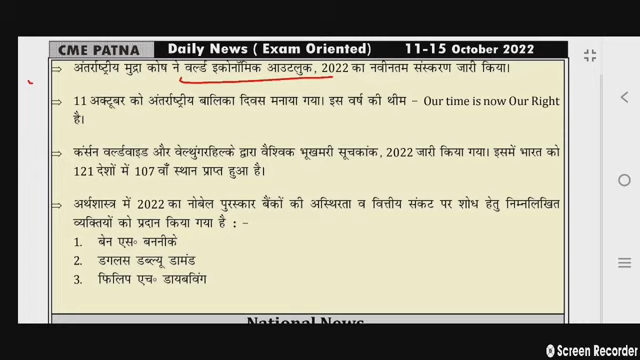 CME PATNA Daily News ( Exam Oriented ) 11-15 October 2022
⇒ अंतर्राष्ट्रीय मुद्रा कोष ने वर्ल्ड इकोनॉमिक आउटलुक, 2022 का नवीनतम संस्करण जारी किया।
⇒ 11 अक्टूबर को अंतर्राष्ट्रीय बालिका दिवस मनाया गया। इस वर्ष की थीम – Our time is now Our Right
है।
⇒ कंर्सन वर्ल्डवाइड और वेल्थुंगरहिल्के द्वारा वैश्विक भूखमरी सूचकांक, 2022 जारी किया गया। इसमें भारत को
121 देशों में 107 वाँ स्थान प्राप्त हुआ है।
⇒ अर्थशास्त्र में 2022 का नोबेल पुरस्कार बैंकों की अस्थिरता व वित्तीय संकट पर शोध हेतु निम्नलिखित
व्यक्तियों को प्रदान किया गया है : -
1. बेन एस० बननीके
2. डगलस डब्ल्यू डामंड
3. फिलिप एच० डायबविंग
National News
Screen Recorder